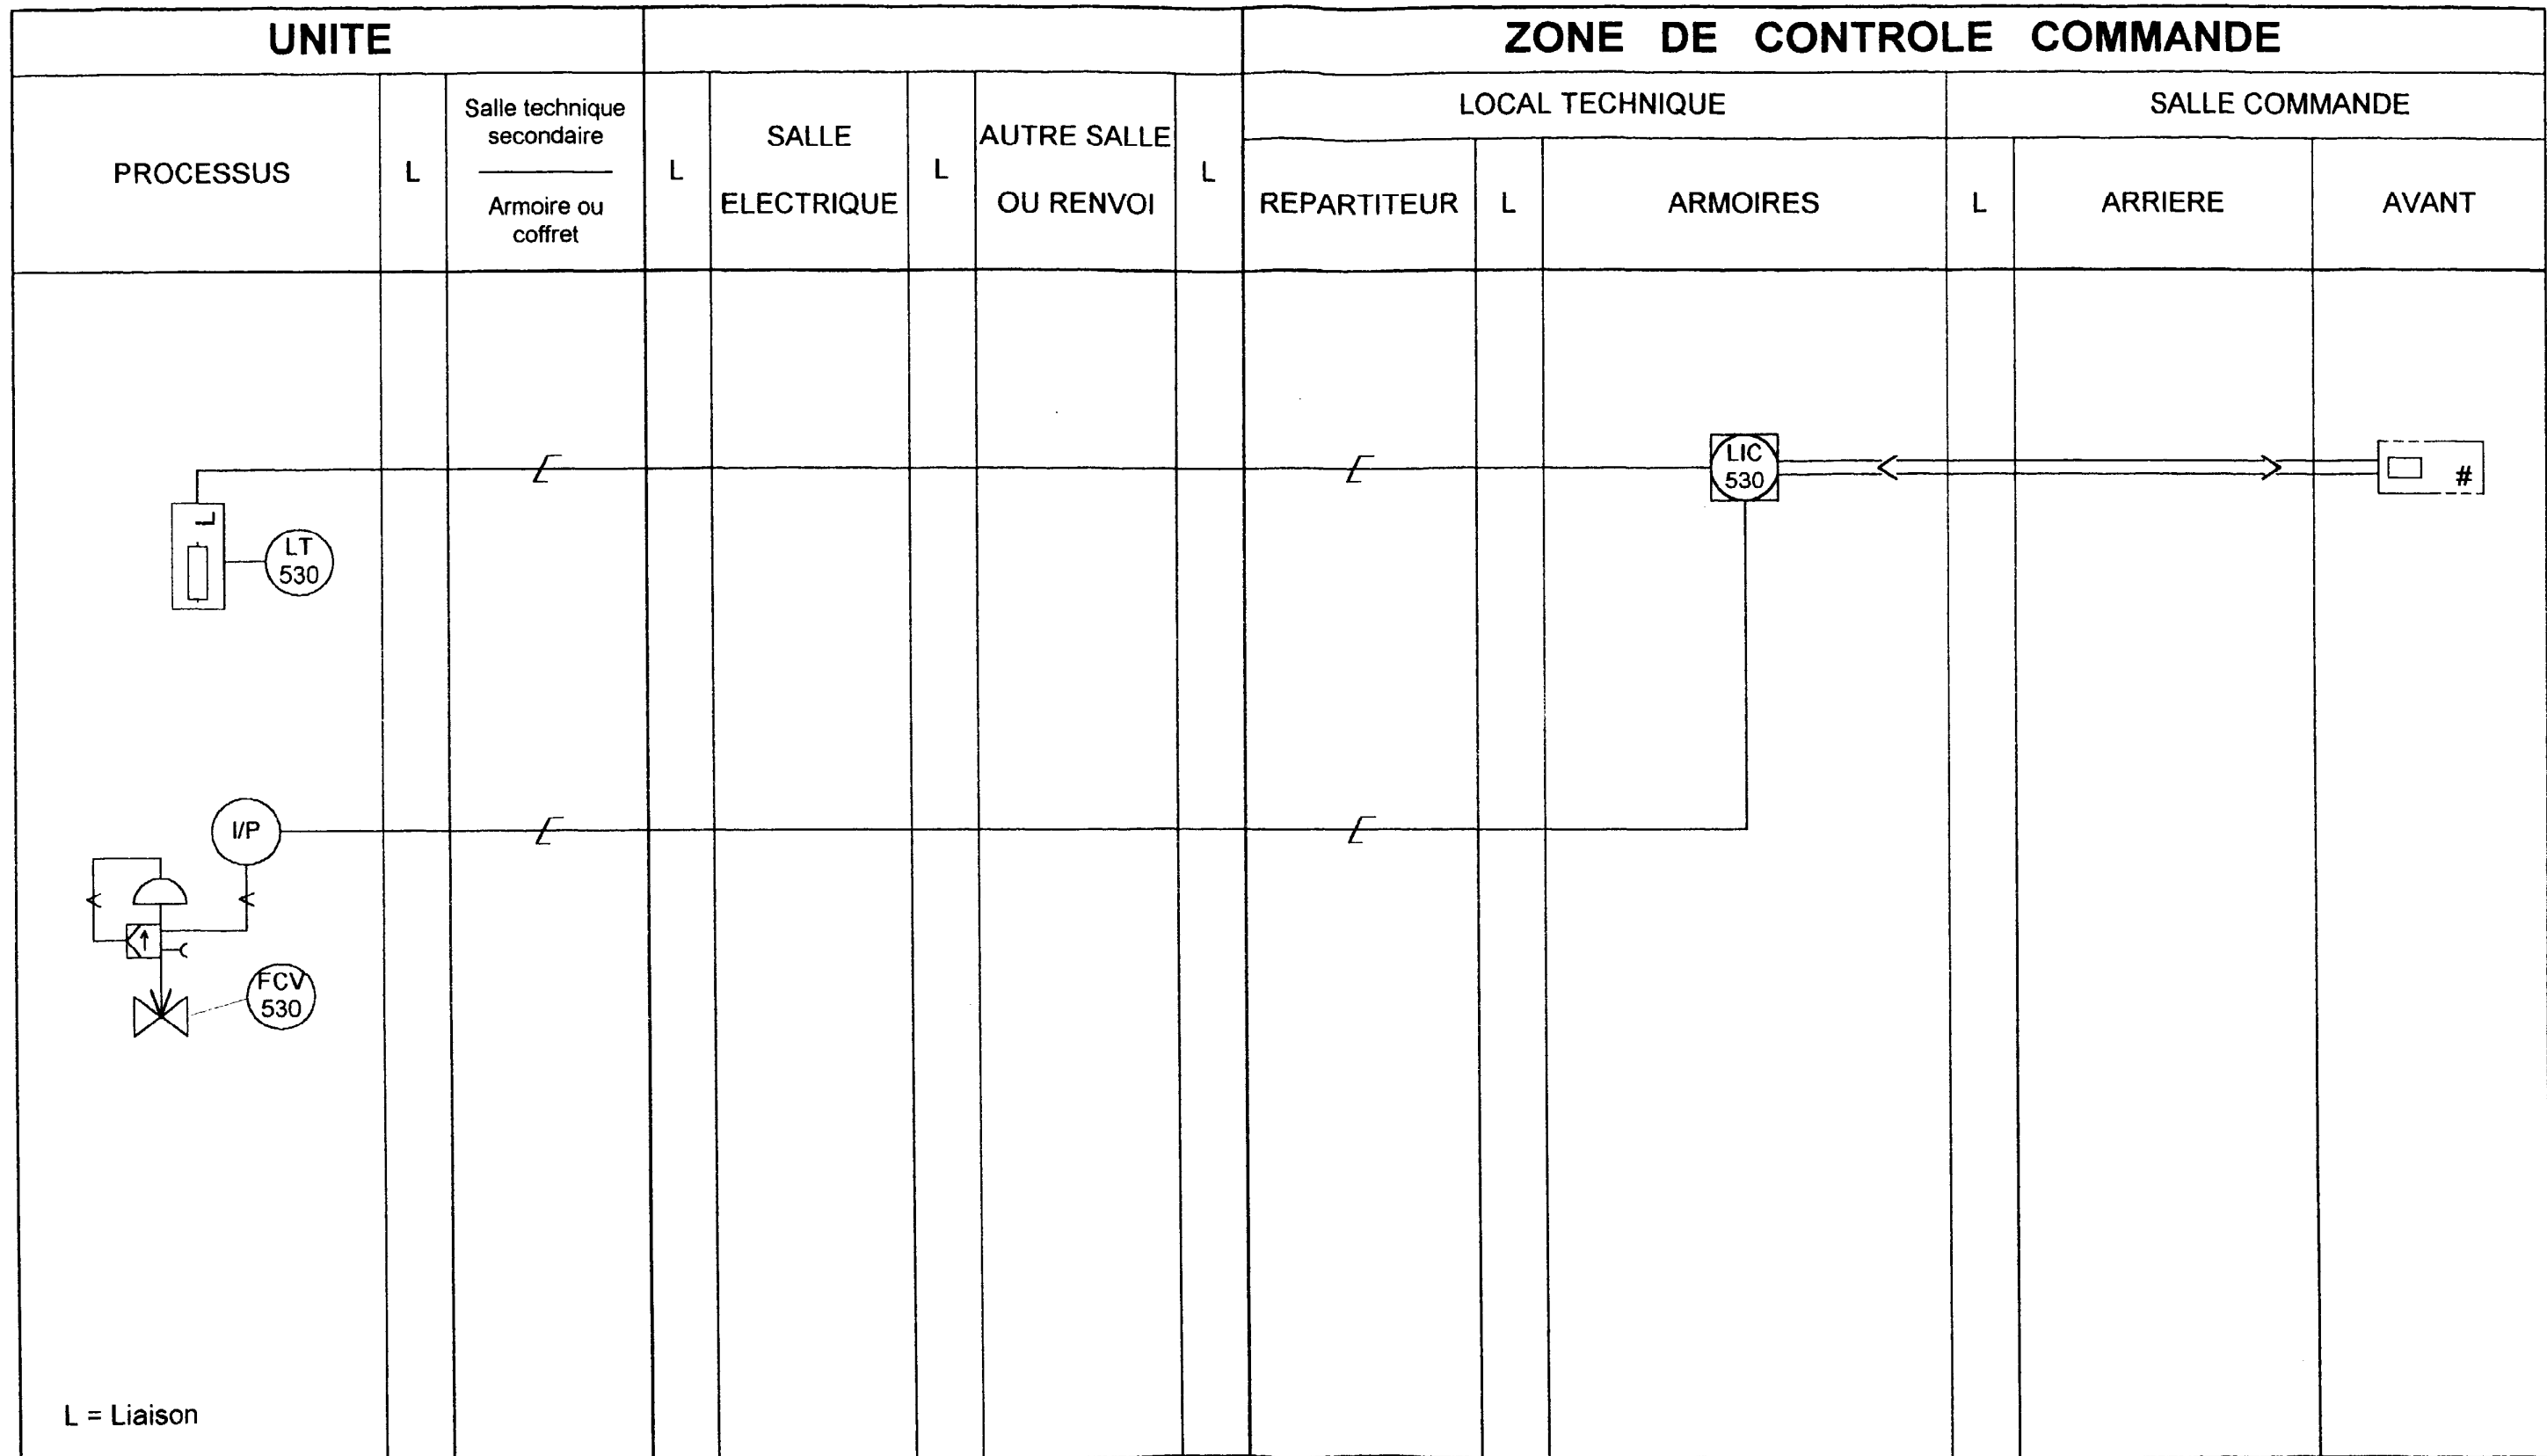 UNITE
ZONE DE CONTROLE COMMANDE
PROCESSUS
L
Salle technique
secondaire
Armoire ou
coffret
L
SALLE
ELECTRIQUE
L
AUTRE SALLE
OU RENVOI
L
LOCAL TECHNIQUE
SALLE COMMANDE
REPARTITEUR
L
ARMOIRES
L
ARRIERE
AVANT
E
E
LIC
530
#
L
LT
530
I/P
E
E
FCV
530
L = Liaison